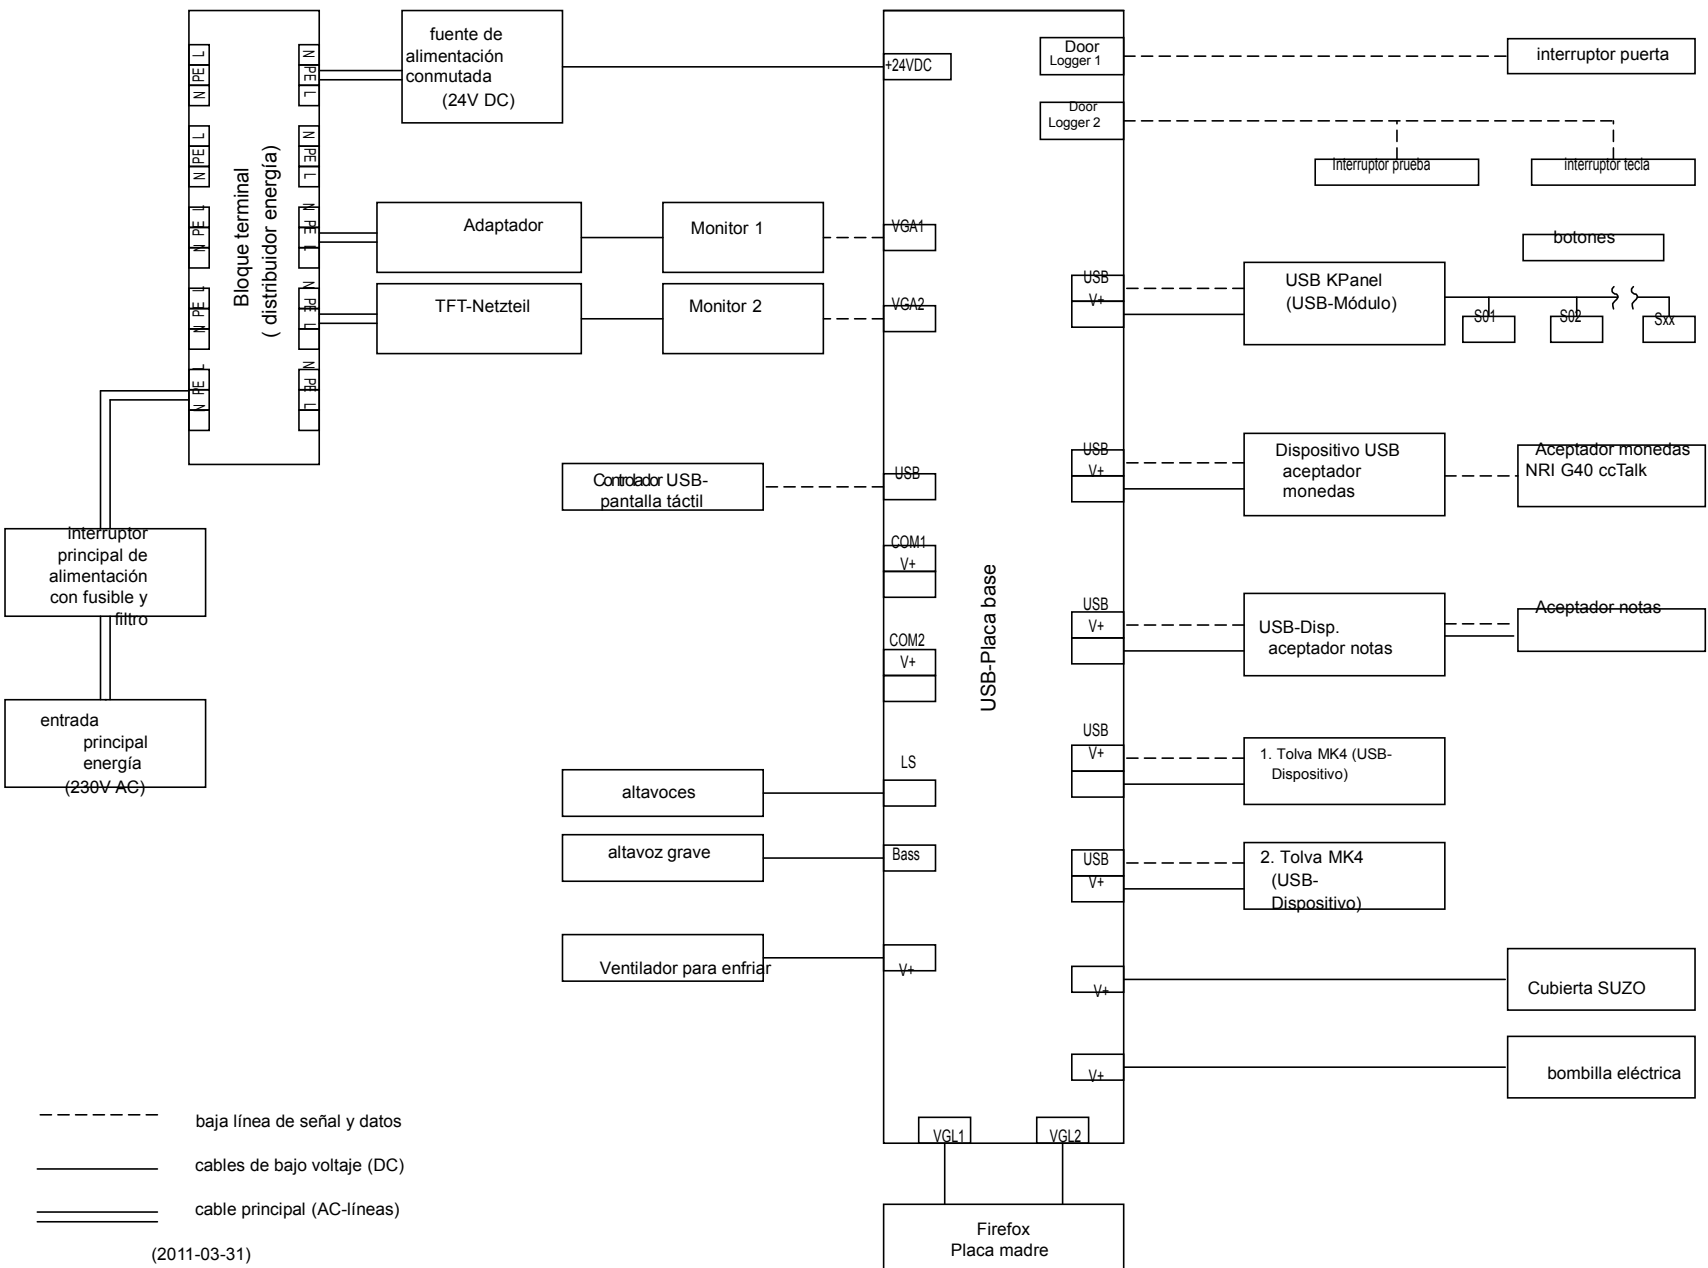 fuente de
alimentación
conmutada
(24V DC)
L
PE
N
N
PE
L
L
PE
N
N
PE
L
L
PE
N
N
PE
L
L
PE
N
N
PE
L
L
PE
N
N
PE
L
Bloque terminal
( distribuidor energía)
Adaptador
Monitor 1
TFT-Netzteil
Monitor 2
interruptor
principal de
alimentación
con fusible y
filtro
entrada
principal
energía
(230V AC)
Controlador USB-
pantalla táctil
altavoces
altavoz grave
Ventilador para enfriar
+24VDC
VGA1
VGA2
USB
COM1
V+
COM2
V+
LS
Bass
V+
USB-Placa base
Door
Logger 1
Door
Logger 2
USB
V+
USB
V+
USB
V+
USB
V+
USB
V+
V+
V+
VGL1
VGL2
Firefox
Placa madre
interruptor puerta
Interruptor prueba
interruptor tecla
botones
USB KPanel
(USB-Módulo)
S01
S02
Sxx
Dispositivo USB
aceptador
monedas
Aceptador monedas
NRI G40 ccTalk
USB-Disp.
aceptador notas
Aceptador notas
1. Tolva MK4 (USB-
Dispositivo)
2. Tolva MK4
(USB-
Dispositivo)
Cubierta SUZO
bombilla eléctrica
baja línea de señal y datos
cables de bajo voltaje (DC)
cable principal (AC-líneas)
(2011-03-31)